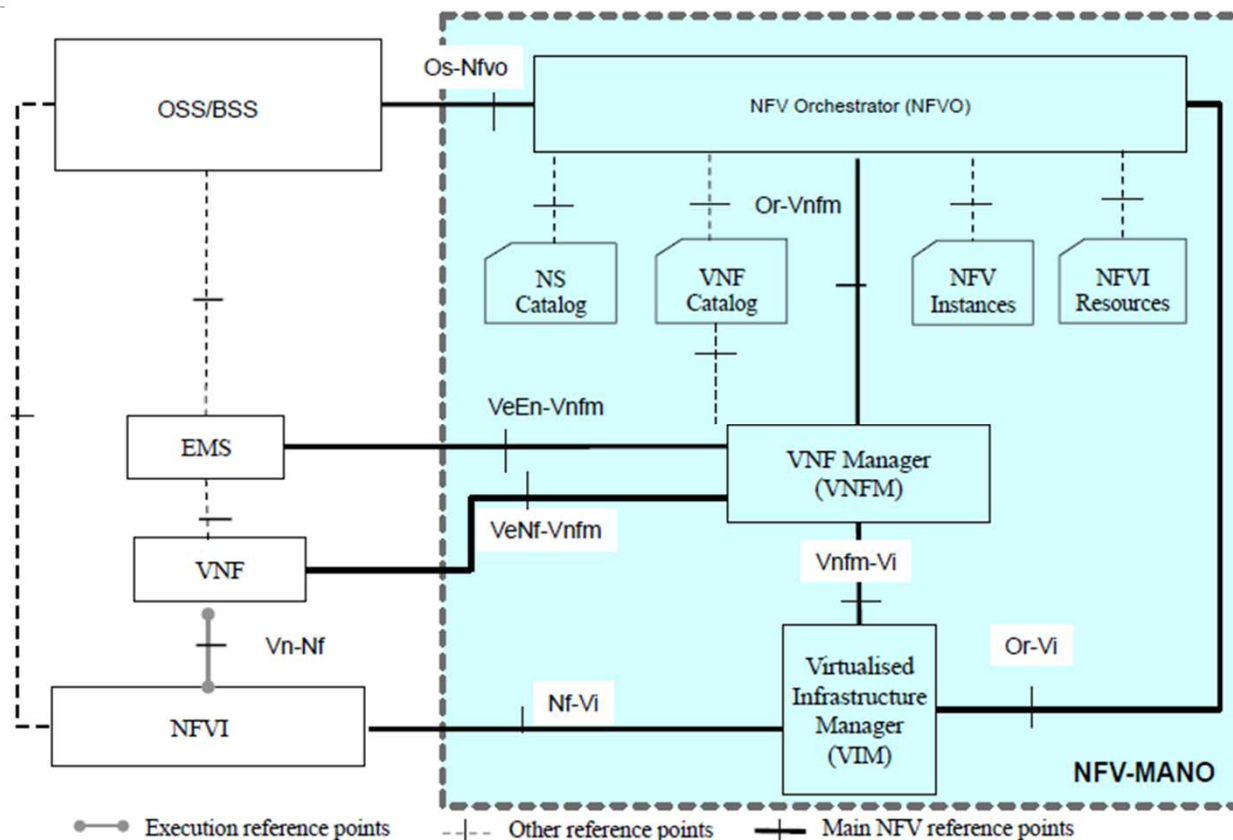 Os-Nfvo
OSS/BSS
NFV Orchestrator (NFVO)
Or-Vnfm
NS
Catalog
VNF
Catalog
NFV
Instances
NFVI
Resources
VeEn-Vnfm
EMS
VNF Manager
(VNFM)
VeNf-Vnfm
VNF
Vnfm-Vi
Vn-Nf
Or-Vi
Virtualised
Infrastructure
Manager
(VIM)
Nf-Vi
NFVI
NFV-MANO
Execution reference points
Other reference points
Main NFV reference points